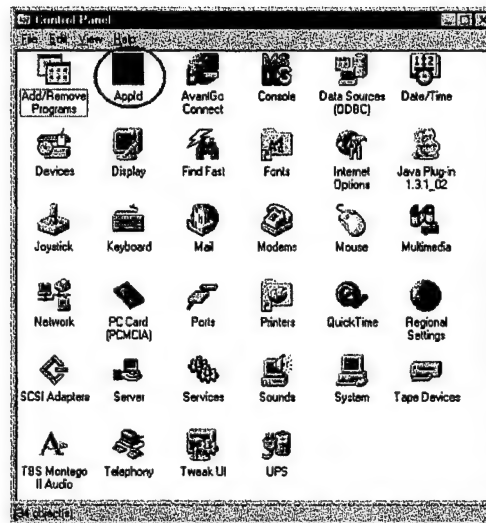 Control Panel
File Edit View Help
Add/Remove Programs
AppId
AvantGo Connect
Console
Data Sources (ODBC)
Date/Time
Devices
Display
Find Fast
Fonts
Internet Options
Java Plug-in 1.3.1_02
Joystick
Keyboard
Mail
Modems
Mouse
Multimedia
Network
PC Card (PCMCIA)
Ports
Printers
QuickTime
Regional Settings
SCSI Adapters
Server
Services
Sounds
System
Tape Devices
TBS Montego II Audio
Telephony
Tweak UI
UPS
34 object(s)